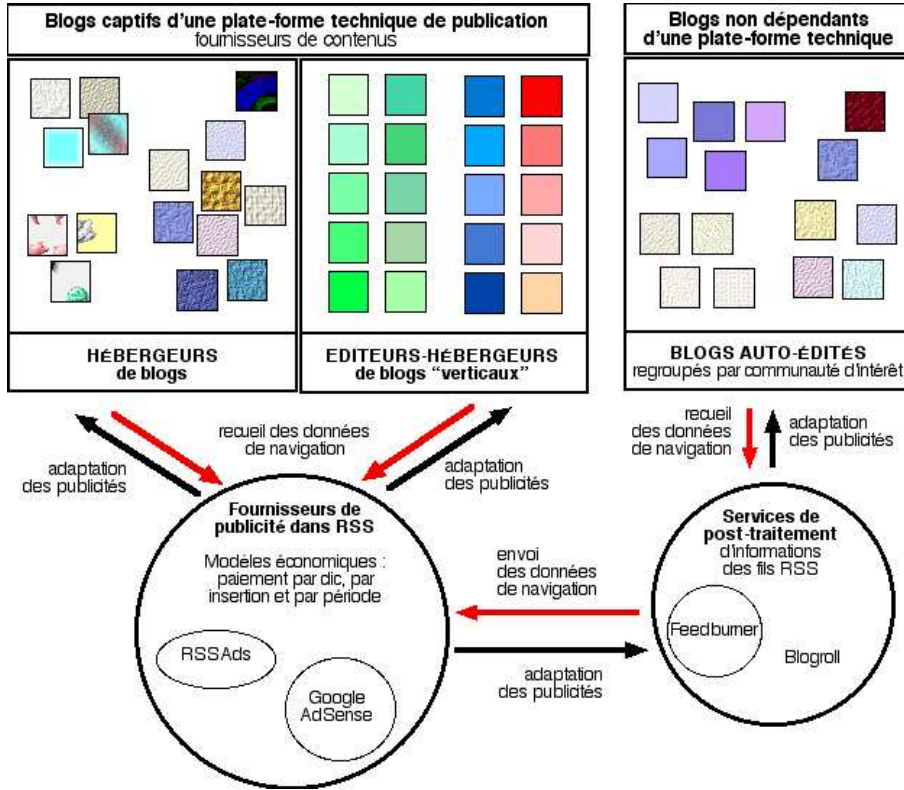 Blogs captifs d'une plate-forme technique de publication
fournisseurs de contenus
Blogs non dépendants
d'une plate-forme technique
HÉBERGEURS
de blogs
EDITEURS-HÉBERGEURS
de blogs “verticaux”
BLOGS AUTO-ÉDITÉS
regroupés par communauté d'intérêt
recueil des données
de navigation
adaptation
des publicités
adaptation
des publicités
recueil
des données
de navigation
adaptation
des publicités
Fournisseurs de
publicité dans RSS
Modèles économiques :
paiement par clic, par
insertion et par période
RSSAds
Google
AdSense
envoi
des données
de navigation
adaptation
des publicités
Services de
post-traitement
d'informations
des fils RSS
Feedburner
Blogroll